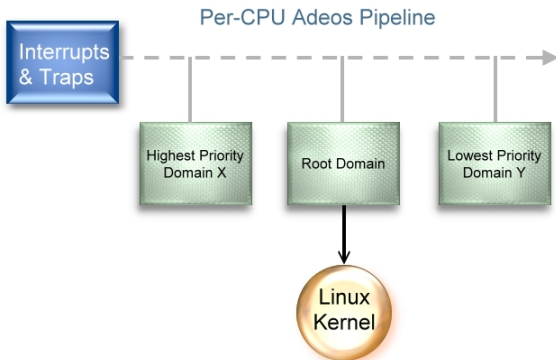 Per-CPU Adeos Pipeline
Interrupts
& Traps
Highest Priority
Domain X
Root Domain
Lowest Priority
Domain Y
Linux
Kernel